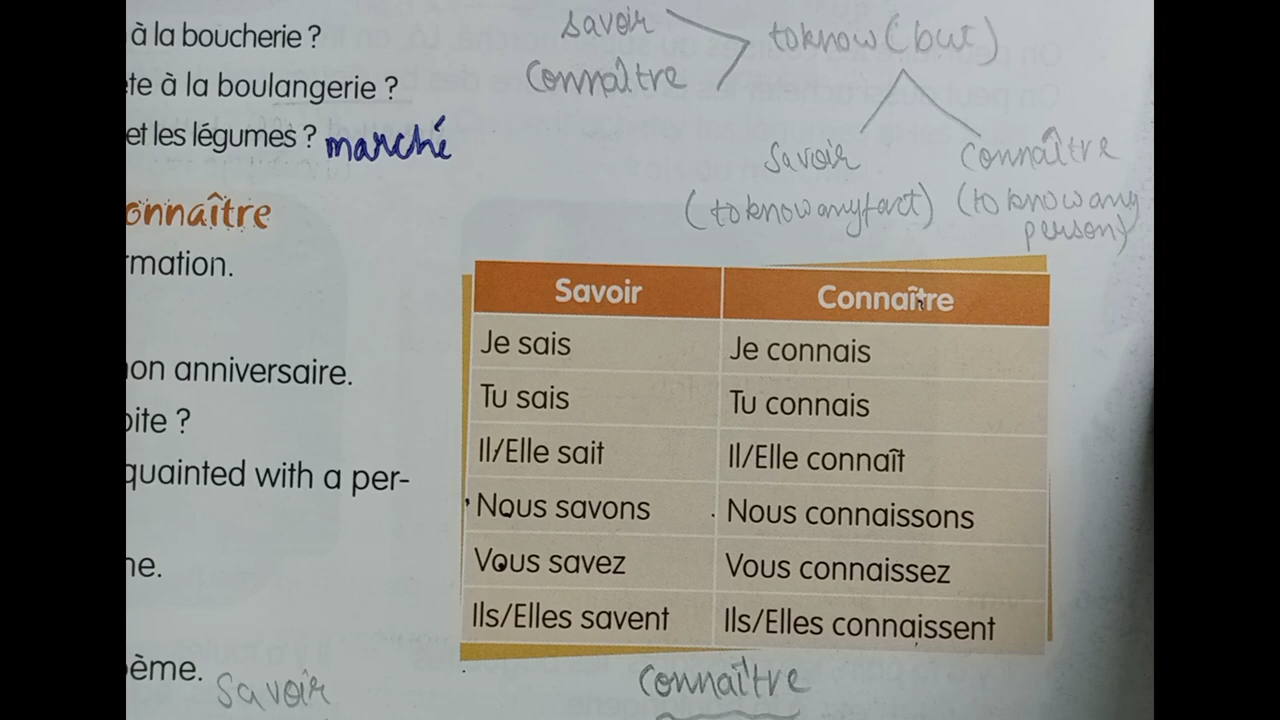 à la boucherie ?
te à la boulangerie ?
et les légumes ? marché
onnaître
rmation.
on anniversaire.
bite ?
quainted with a per-
ne.
ème.
savoir
savoir
connaître
to know (but)
savoir
(to know any fact)
connaître
(to know any
person)
Savoir Connaître
Je sais Je connais
Tu sais Tu connais
Il/Elle sait Il/Elle connaît
Nous savons Nous connaissons
Vous savez Vous connaissez
Ils/Elles savent Ils/Elles connaissent
connaître